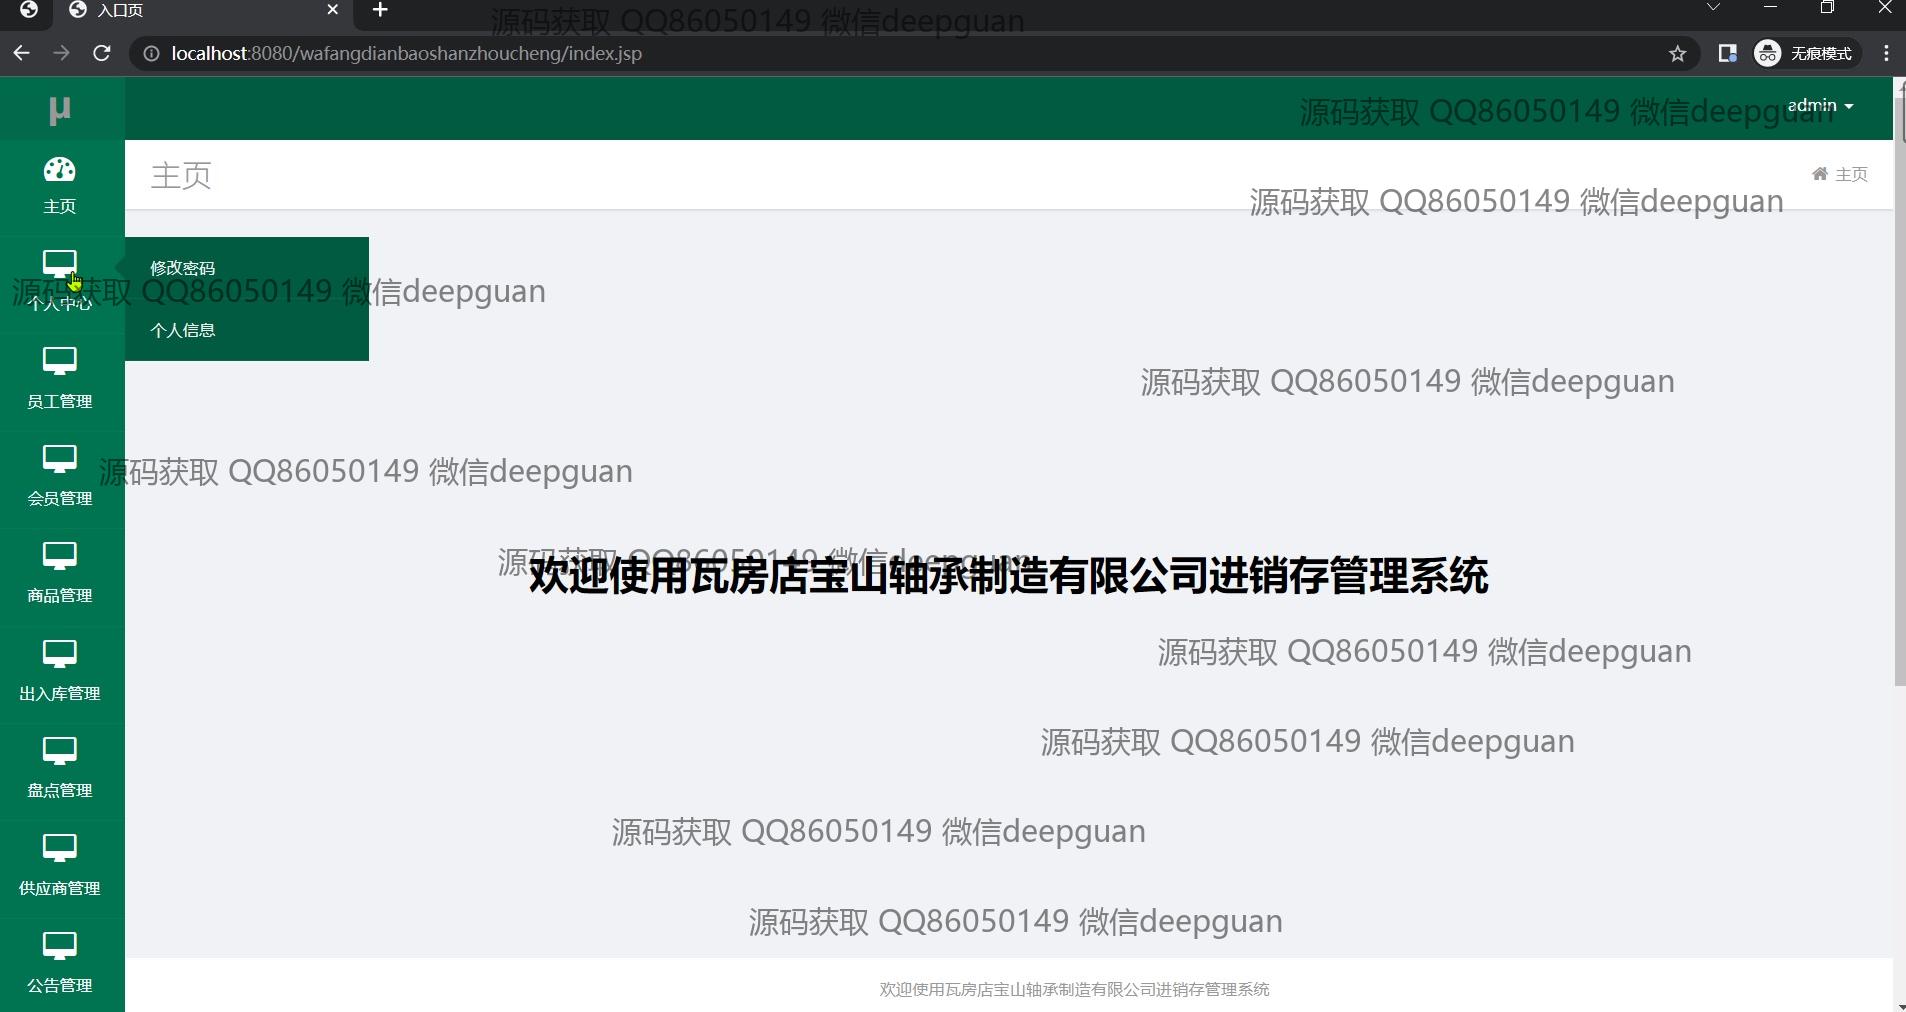 入口页
源码获取 QQ86050149 微信deepguan
localhost:8080/wafangdianbaoshanzhoucheng/index.jsp
无痕模式
μ
admin
源码获取 QQ86050149 微信deepguan
主页
主页
主页
源码获取 QQ86050149 微信deepguan
修改密码
源码获取 QQ86050149 微信deepguan
个人中心
个人信息
源码获取 QQ86050149 微信deepguan
员工管理
源码获取 QQ86050149 微信deepguan
会员管理
源码获取 QQ86050149 微信deepguan
欢迎使用瓦房店宝山轴承制造有限公司进销存管理系统
商品管理
源码获取 QQ86050149 微信deepguan
出入库管理
源码获取 QQ86050149 微信deepguan
盘点管理
源码获取 QQ86050149 微信deepguan
供应商管理
源码获取 QQ86050149 微信deepguan
公告管理
欢迎使用瓦房店宝山轴承制造有限公司进销存管理系统